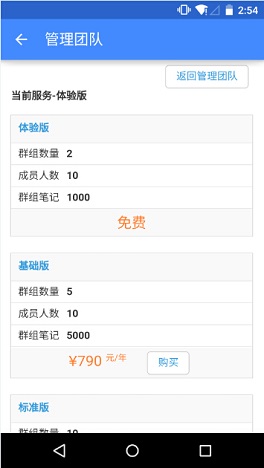 2:54
管理团队
返回管理团队
当前服务-体验版
体验版
群组数量 2
成员人数 10
群组笔记 1000
免费
基础版
群组数量 5
成员人数 10
群组笔记 5000
¥790 元/年 购买
标准版
群组数量 10